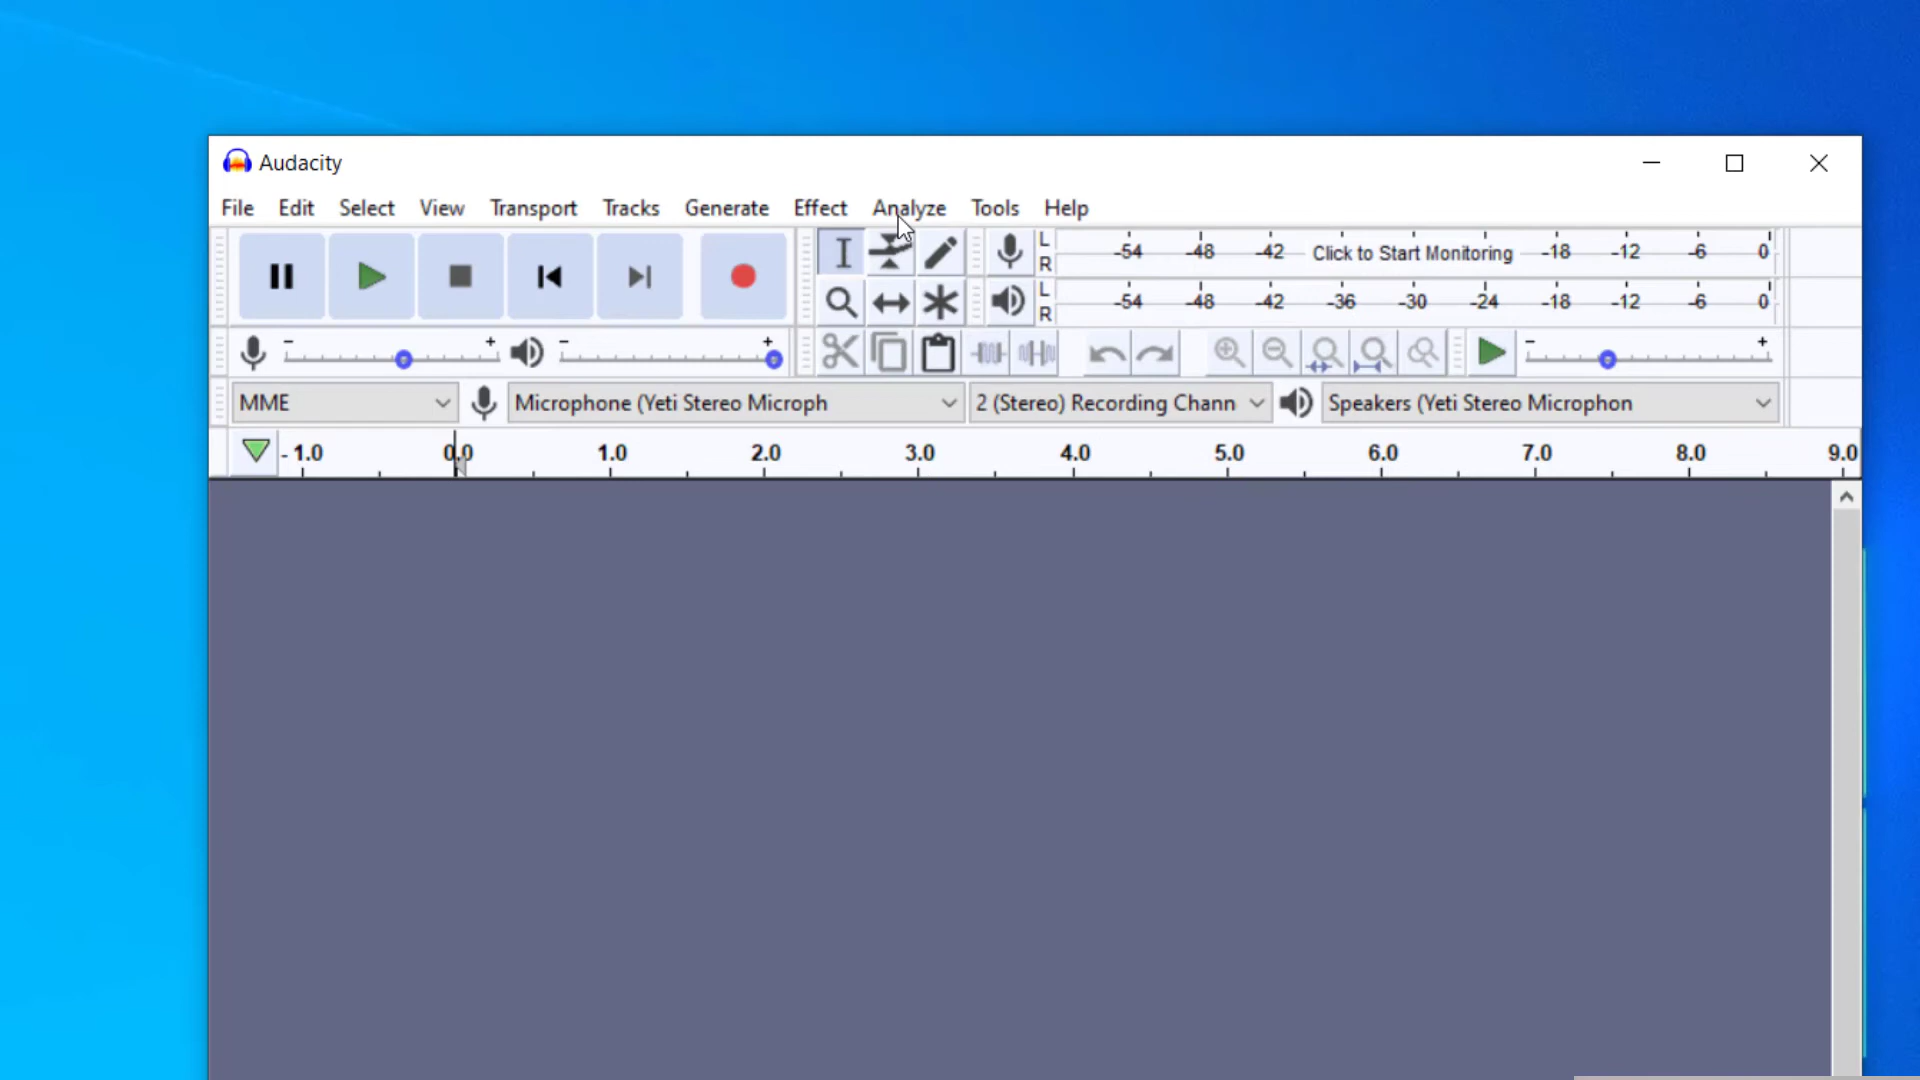 Audacity
File Edit Select View Transport Tracks Generate Effect Analyze Tools Help
L R -54 -48 -42 Click to Start Monitoring -18 -12 -6 0
L R -54 -48 -42 -36 -30 -24 -18 -12 -6 0
- + - + - +
MME Microphone (Yeti Stereo Microph 2 (Stereo) Recording Chann Speakers (Yeti Stereo Microphon
- 1.0 0.0 1.0 2.0 3.0 4.0 5.0 6.0 7.0 8.0 9.0